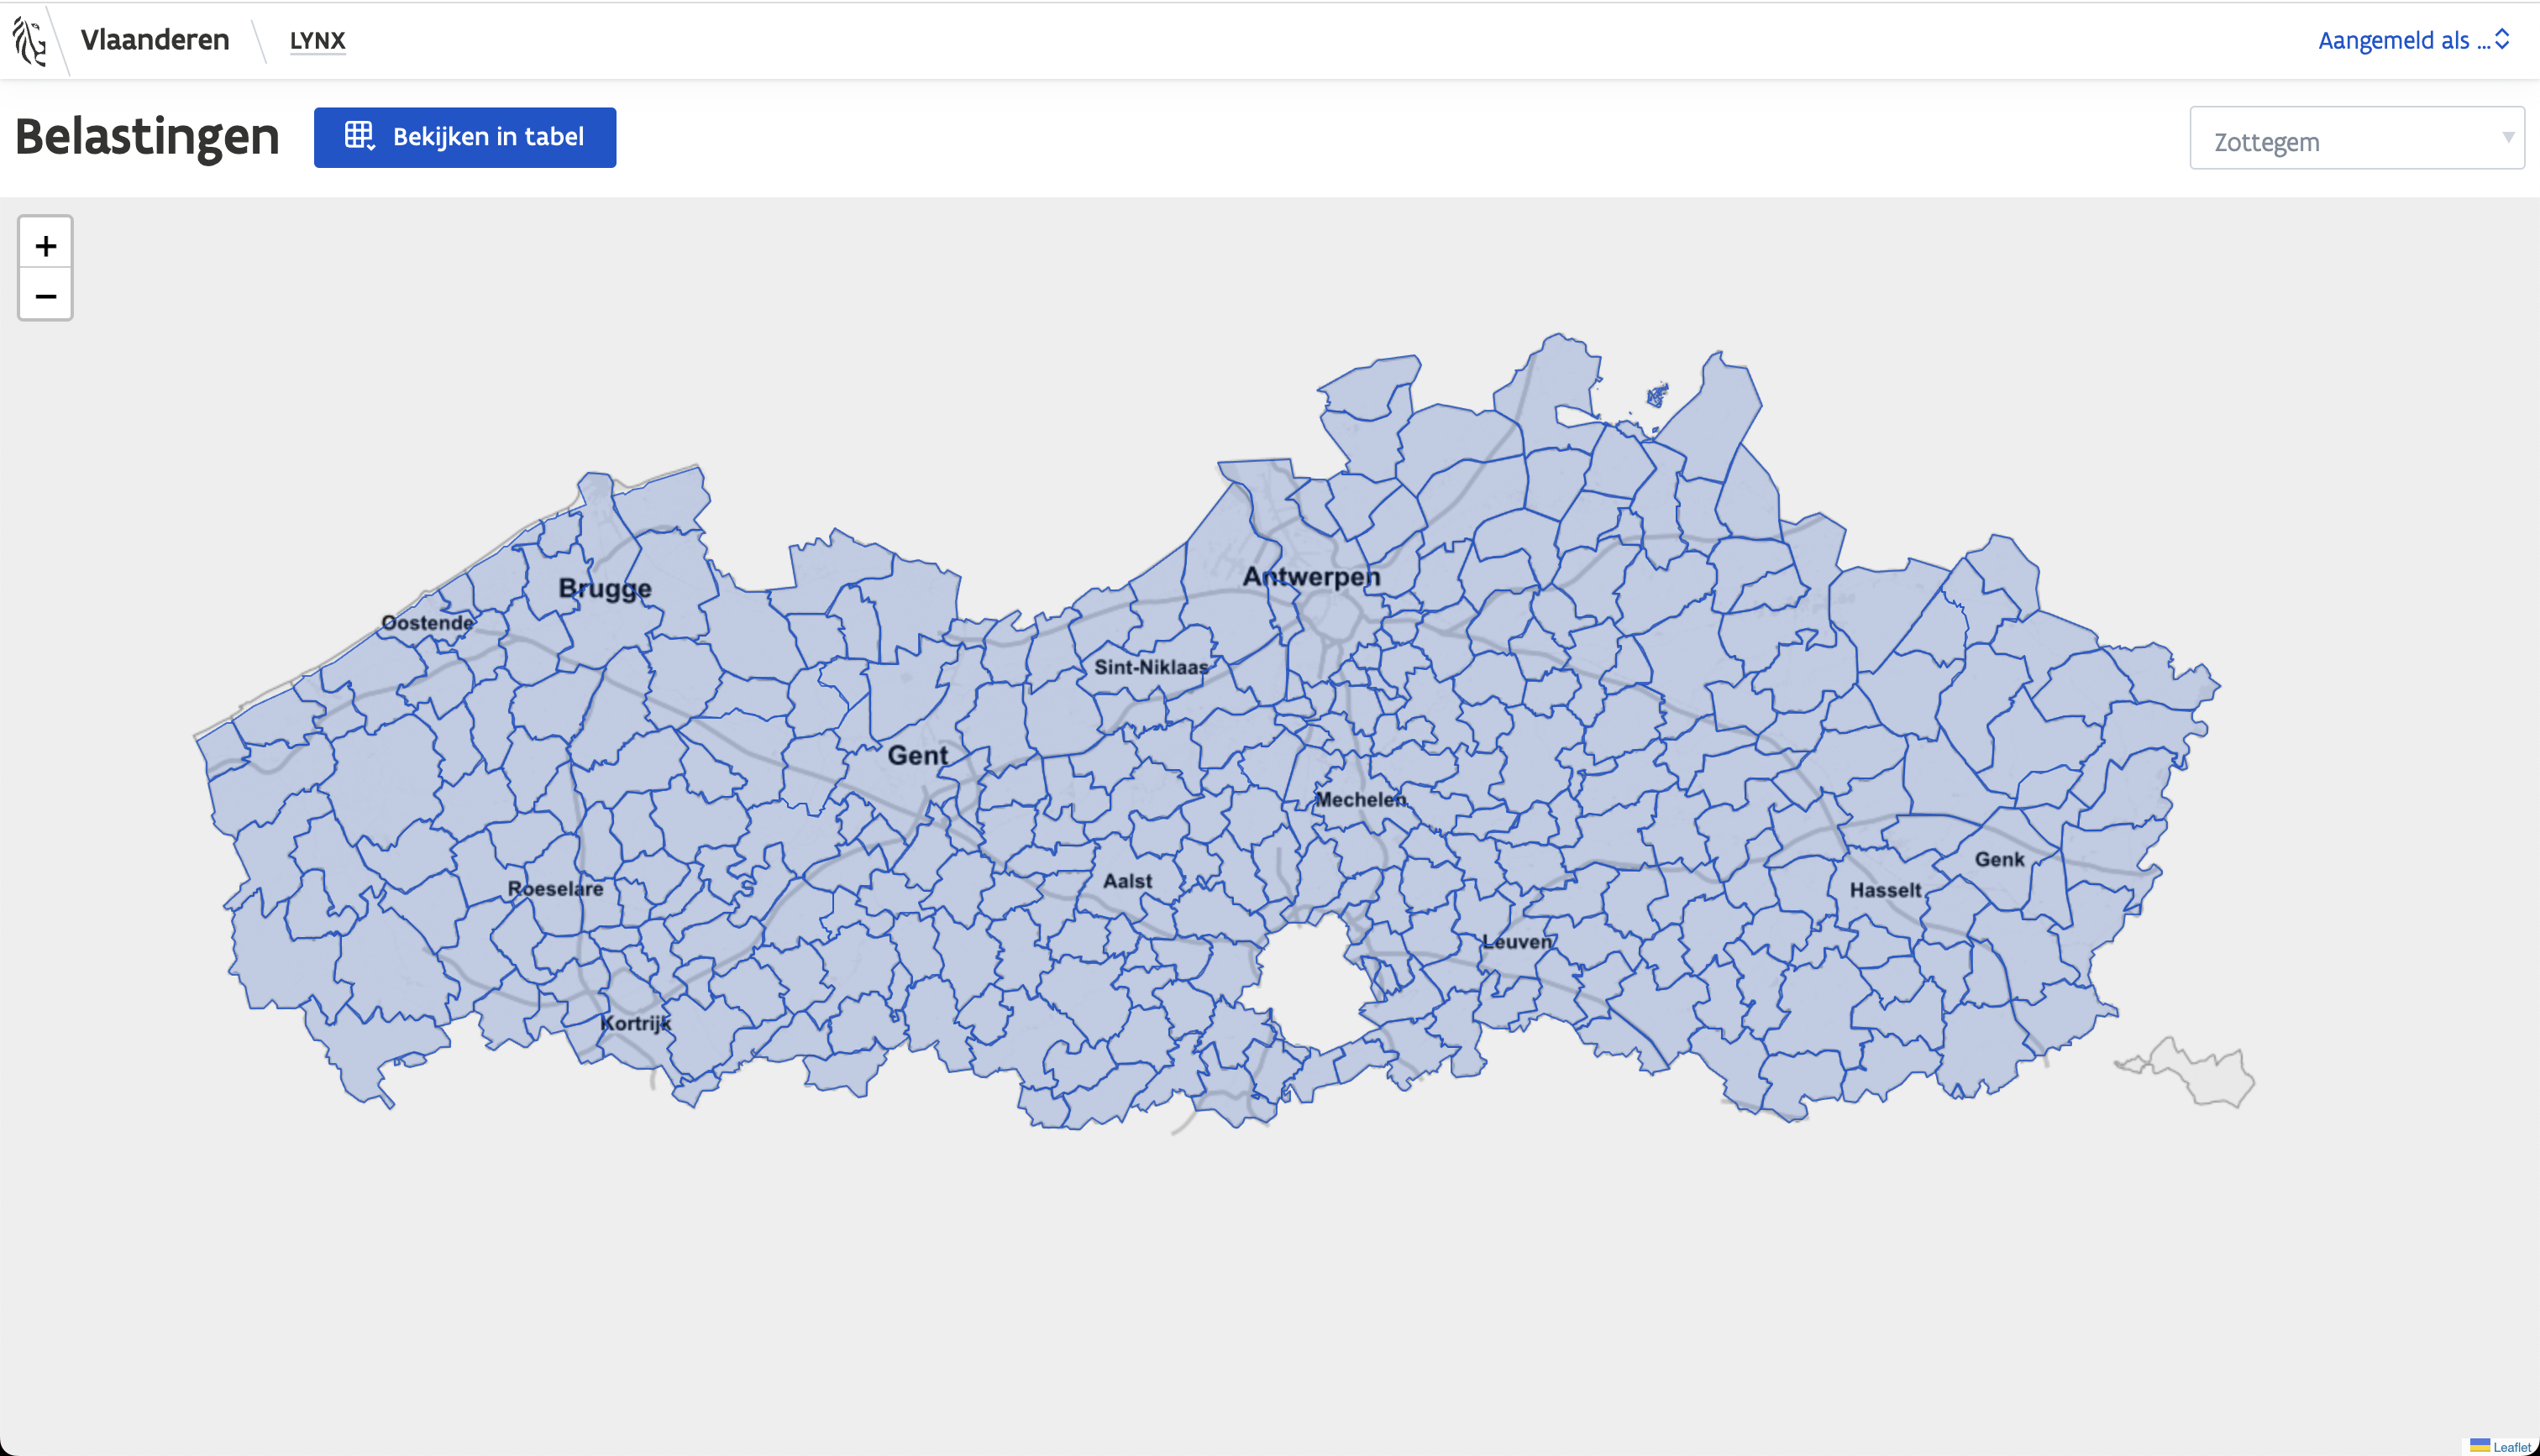 Vlaanderen
LYNX
Aangemeld als ...
Belastingen
Bekijken in tabel
Zottegem
+
−
Brugge
Antwerpen
Oostende
Sint-Niklaas
Gent
Mechelen
Genk
Aalst
Roeselare
Hasselt
Leuven
Kortrijk
Leaflet